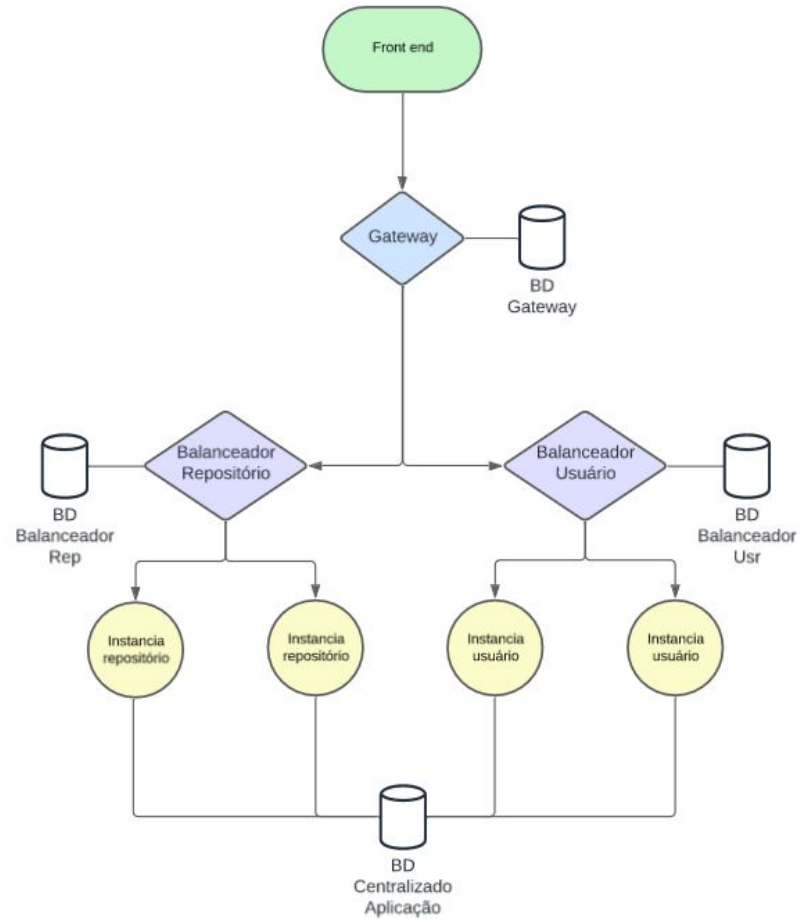 Front end
Gateway
BD
Gateway
Balanceador
Repositório
Balanceador
Usuário
BD
Balanceador
Rep
BD
Balanceador
Usr
Instancia
repositório
Instancia
repositório
Instancia
usuário
Instancia
usuário
BD
Centralizado
Aplicação